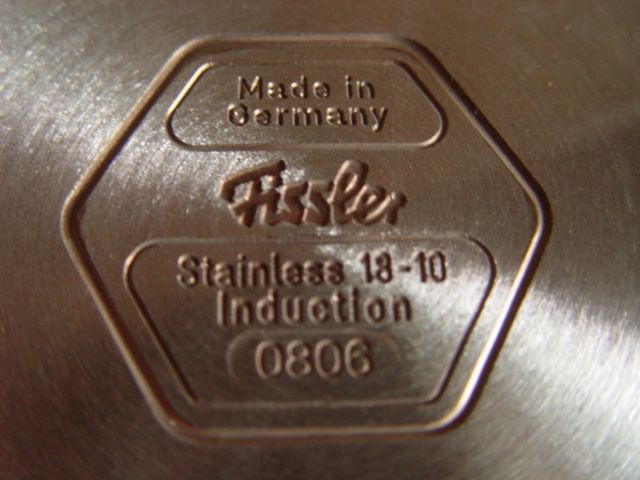 Made in
Germany
Fissler
Stainless 18-10
Induction
0806